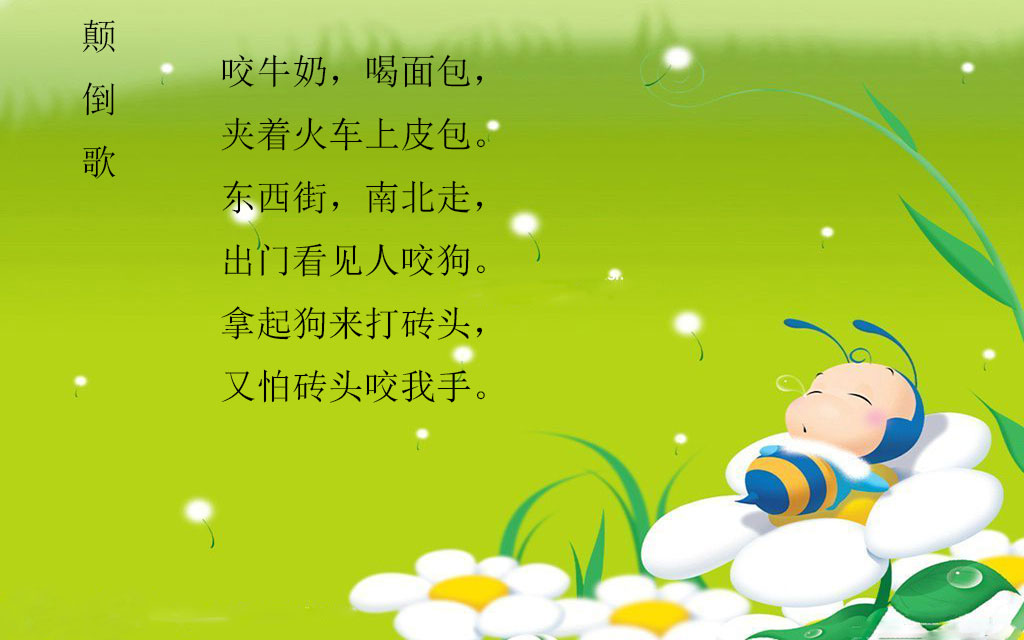 颠倒歌
咬牛奶，喝面包，
夹着火车上皮包。
东西街，南北走，
出门看见人咬狗。
拿起狗来打砖头，
又怕砖头咬我手。